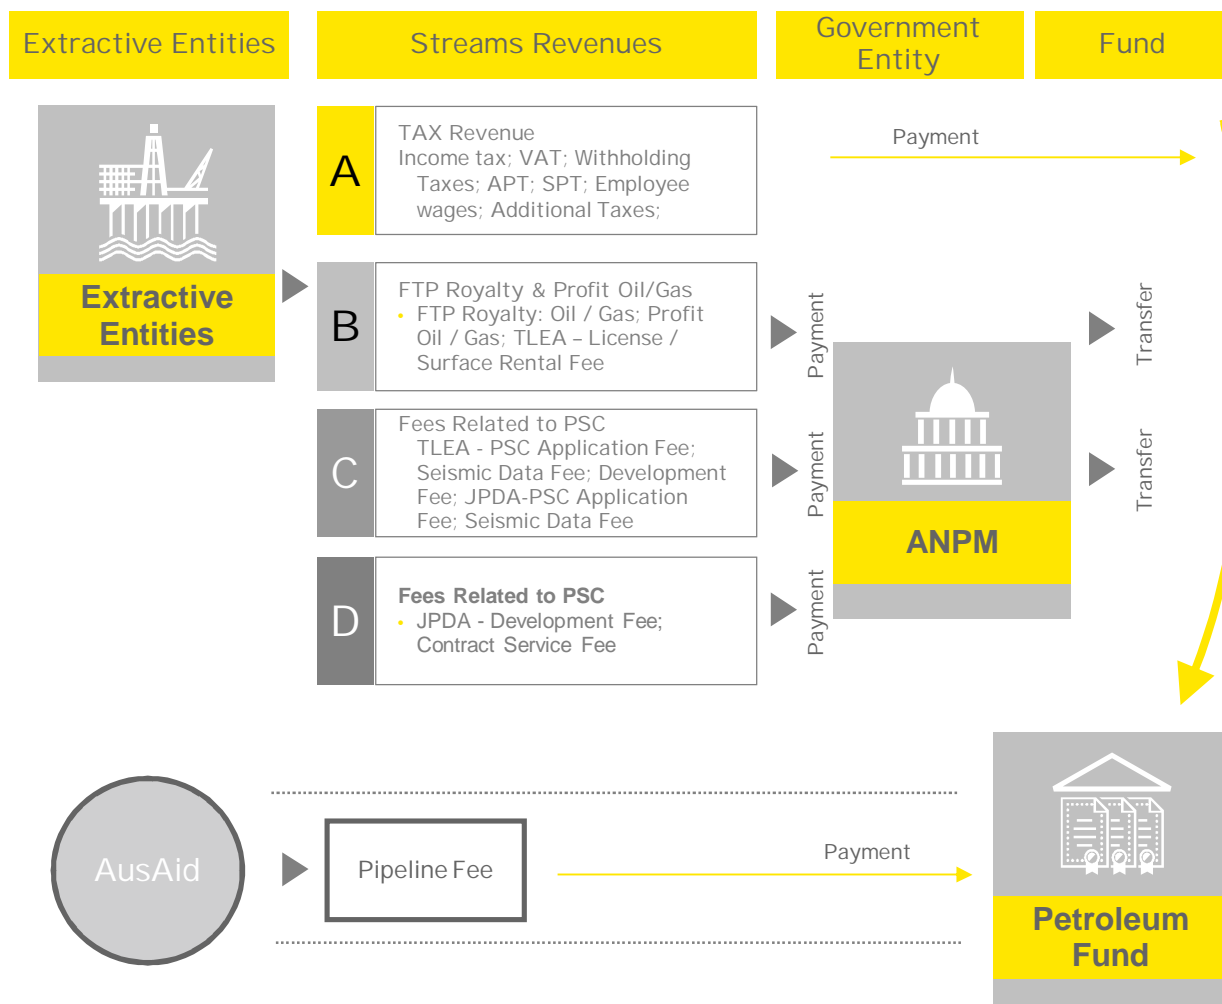 Extractive Entities
Streams Revenues
Government
Entity
Fund
A
TAX Revenue
Income tax; VAT; Withholding
Taxes; APT; SPT; Employee
wages; Additional Taxes;
Payment
Extractive
Entities
B
FTP Royalty & Profit Oil/Gas
• FTP Royalty: Oil / Gas; Profit
Oil / Gas; TLEA – License /
Surface Rental Fee
Payment
Transfer
C
Fees Related to PSC
TLEA - PSC Application Fee;
Seismic Data Fee; Development
Fee; JPDA-PSC Application
Fee; Seismic Data Fee
Payment
Transfer
ANPM
D
Fees Related to PSC
• JPDA - Development Fee;
Contract Service Fee
Payment
AusAid
Pipeline Fee
Payment
Petroleum
Fund